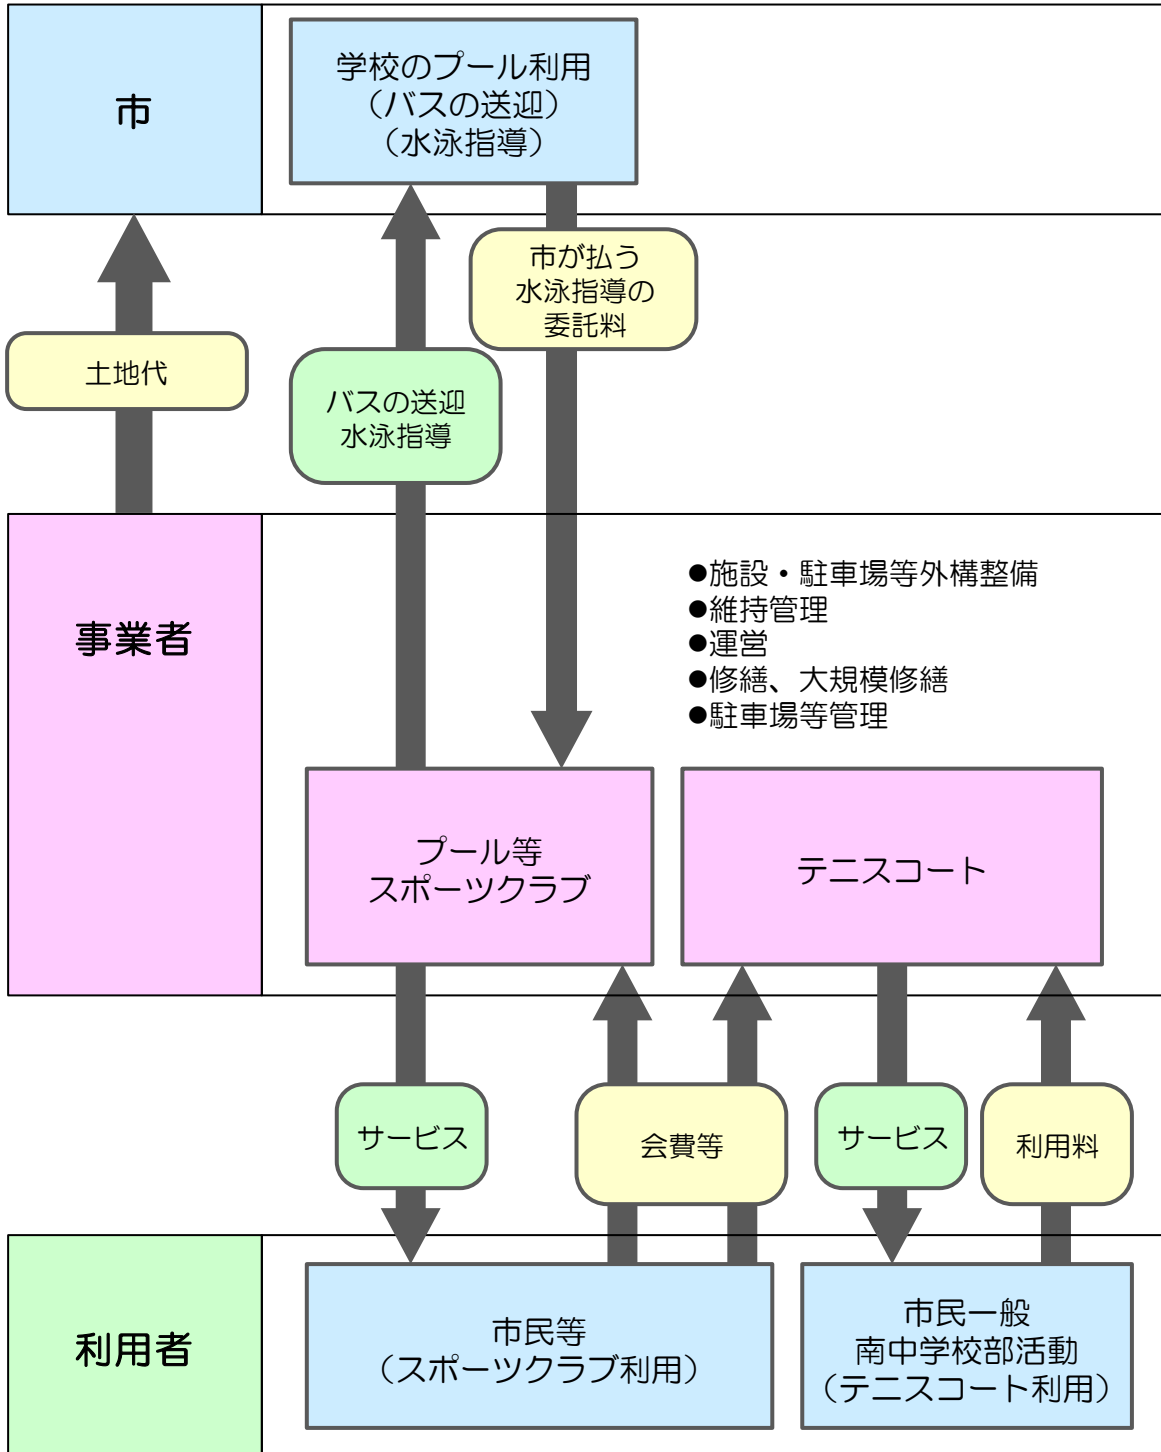 市
学校のプール利用
（バスの送迎）
（水泳指導）
市が払う
水泳指導の
委託料
土地代
バスの送迎
水泳指導
事業者
●施設・駐車場等外構整備
●維持管理
●運営
●修繕、大規模修繕
●駐車場等管理
プール等
スポーツクラブ
テニスコート
サービス
会費等
サービス
利用料
利用者
市民等
（スポーツクラブ利用）
市民一般
南中学校部活動
（テニスコート利用）